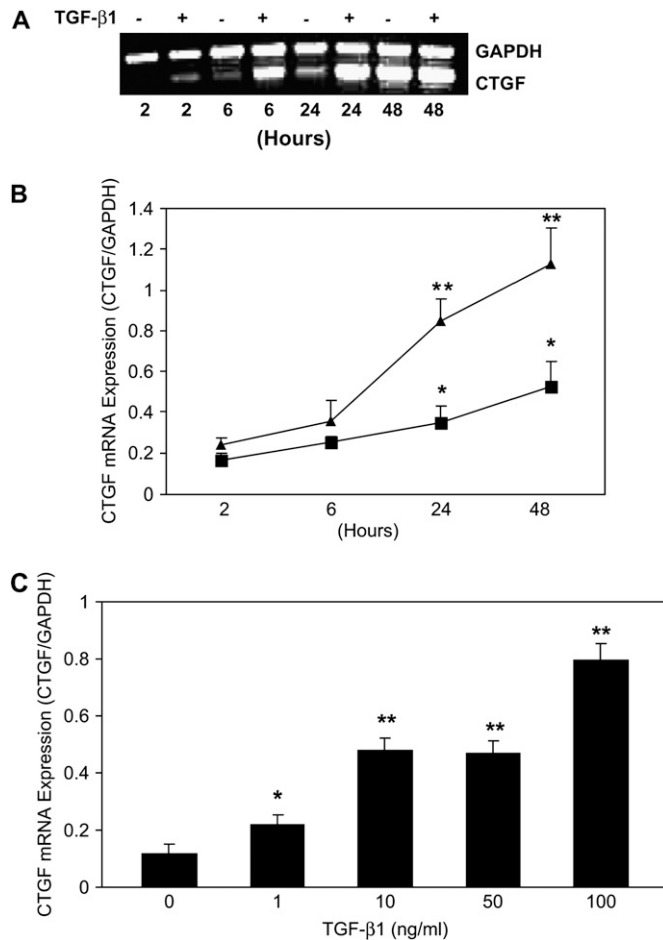 A
TGF-β1 - + - + - + - +
GAPDH
CTGF
2 2 6 6 24 24 48 48
(Hours)
B
CTGF mRNA Expression (CTGF/GAPDH)
1.4
1.2
1
0.8
0.6
0.4
0.2
0
** **
* *
2 6 24 48
(Hours)
C
CTGF mRNA Expression (CTGF/GAPDH)
1
0.8
0.6
0.4
0.2
0
* ** ** **
0 1 10 50 100
TGF-β1 (ng/ml)